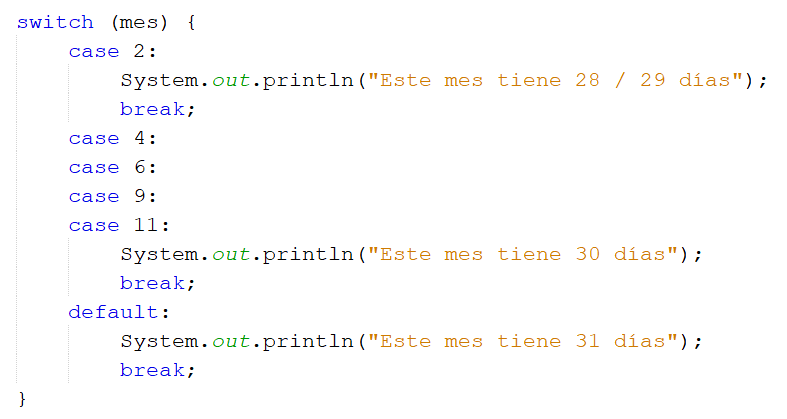 switch (mes) {
    case 2:
        System.out.println("Este mes tiene 28 / 29 días");
        break;
    case 4:
    case 6:
    case 9:
    case 11:
        System.out.println("Este mes tiene 30 días");
        break;
    default:
        System.out.println("Este mes tiene 31 días");
        break;
}